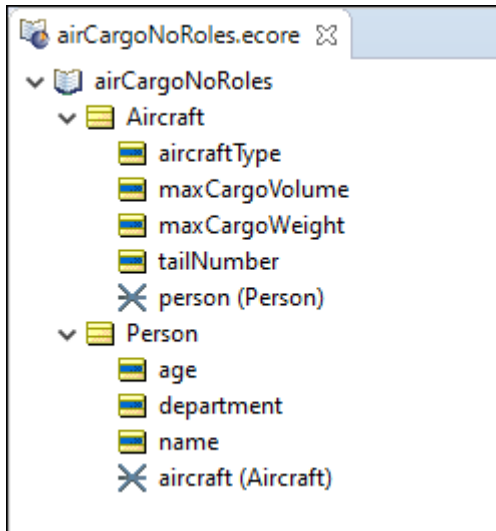 airCargoNoRoles.ecore
airCargoNoRoles
Aircraft
aircraftType
maxCargoVolume
maxCargoWeight
tailNumber
person (Person)
Person
age
department
name
aircraft (Aircraft)